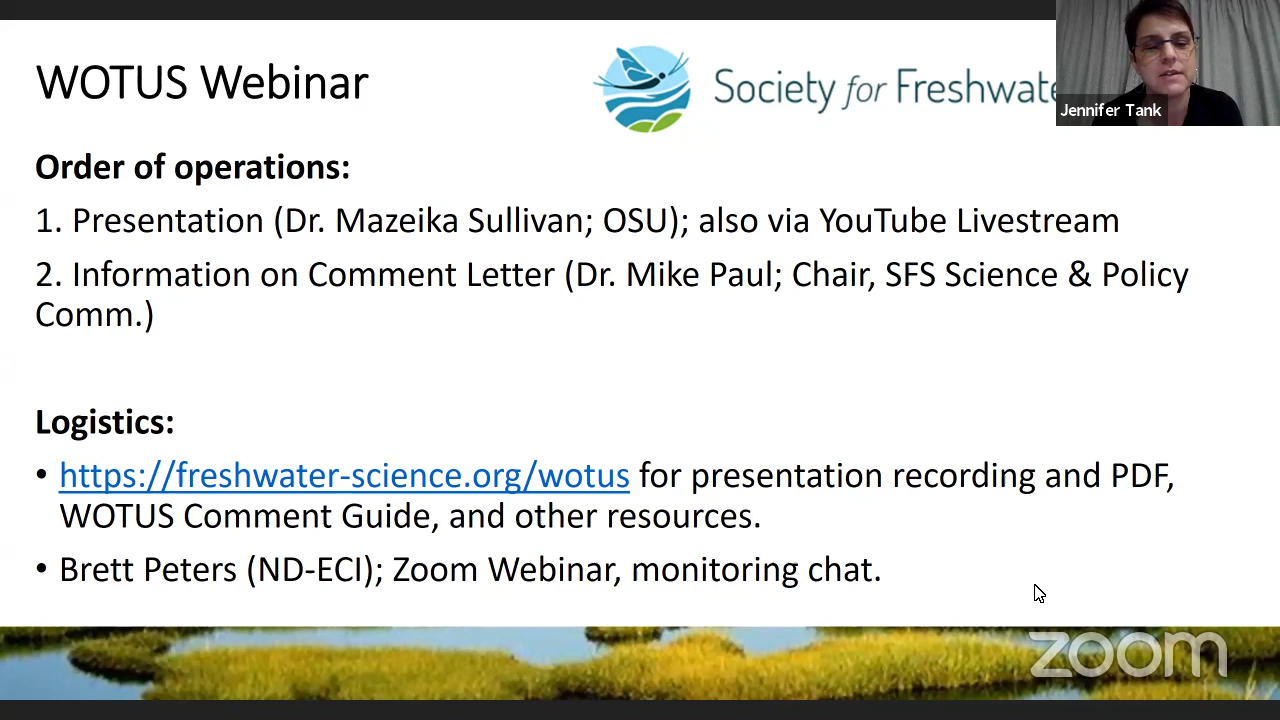 WOTUS Webinar
Society for Freshwate
Jennifer Tank
Order of operations:
1. Presentation (Dr. Mazeika Sullivan; OSU); also via YouTube Livestream
2. Information on Comment Letter (Dr. Mike Paul; Chair, SFS Science & Policy
Comm.)
Logistics:
• https://freshwater-science.org/wotus for presentation recording and PDF,
WOTUS Comment Guide, and other resources.
• Brett Peters (ND-ECI); Zoom Webinar, monitoring chat.
zoom